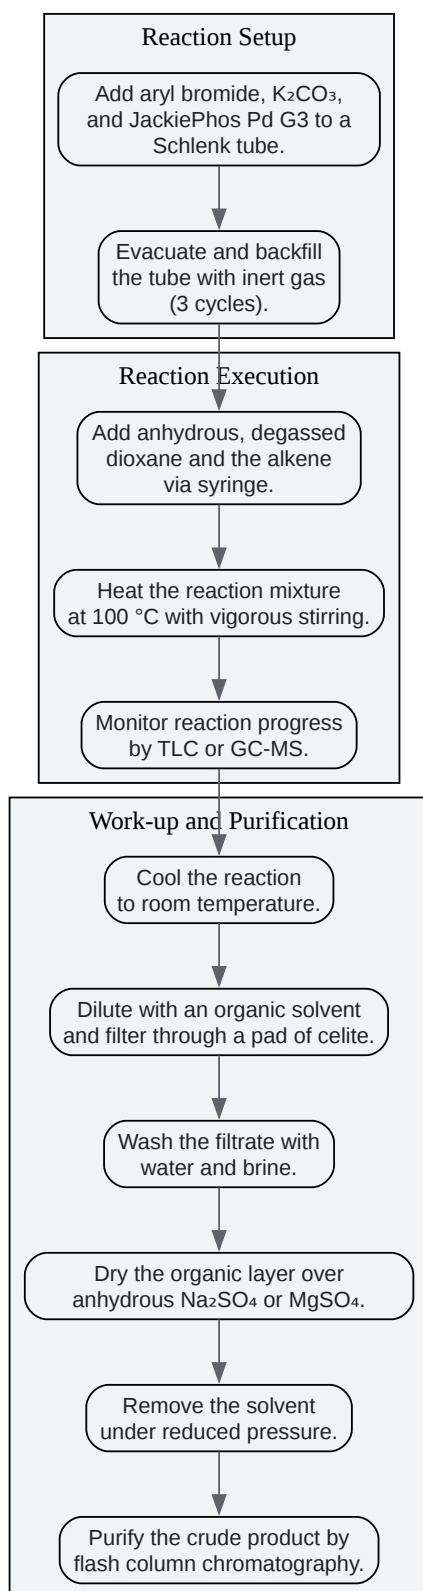 Reaction Setup
Add aryl bromide, K₂CO₃,
and JackiePhos Pd G3 to a
Schlenk tube.
Evacuate and backfill
the tube with inert gas
(3 cycles).
Reaction Execution
Add anhydrous, degassed
dioxane and the alkene
via syringe.
Heat the reaction mixture
at 100 °C with vigorous stirring.
Monitor reaction progress
by TLC or GC-MS.
Work-up and Purification
Cool the reaction
to room temperature.
Dilute with an organic solvent
and filter through a pad of celite.
Wash the filtrate with
water and brine.
Dry the organic layer over
anhydrous Na₂SO₄ or MgSO₄.
Remove the solvent
under reduced pressure.
Purify the crude product by
flash column chromatography.